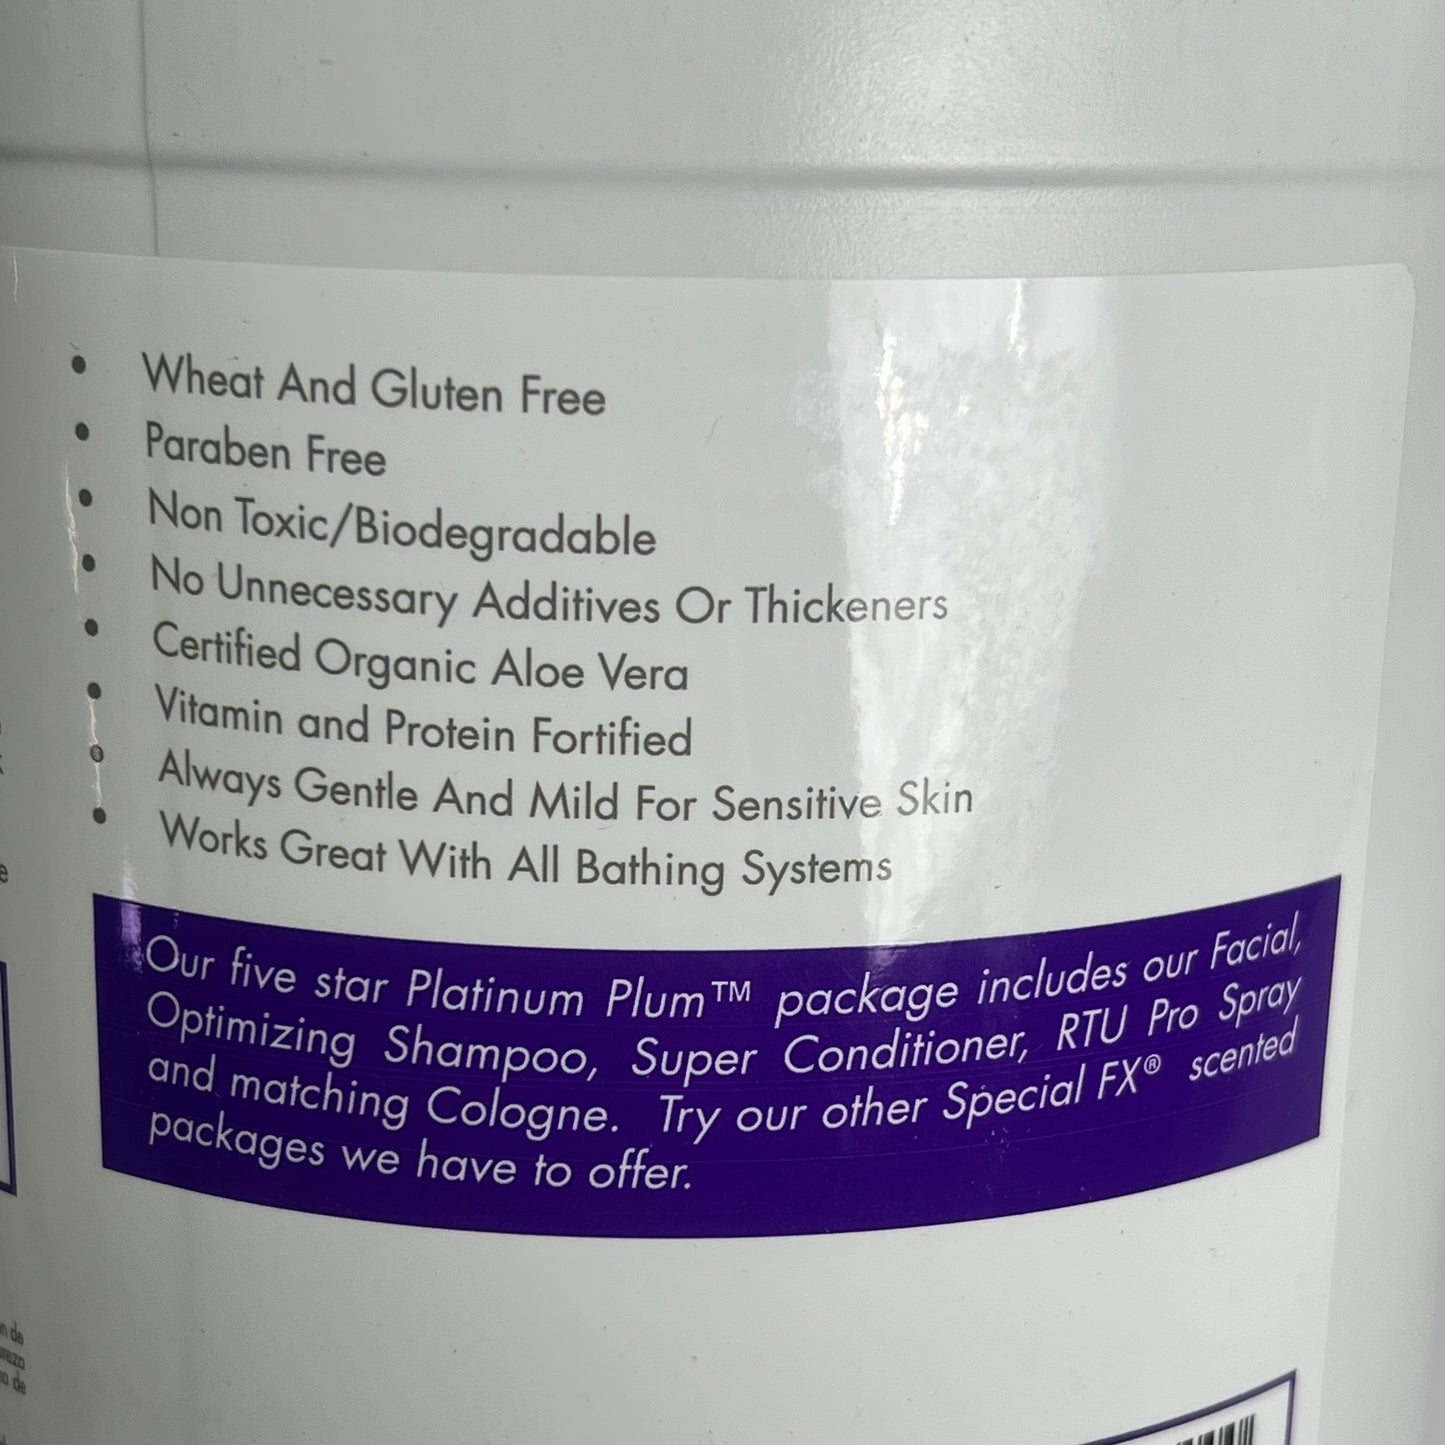 • Wheat And Gluten Free
• Paraben Free
• Non Toxic/Biodegradable
• No Unnecessary Additives Or Thickeners
• Certified Organic Aloe Vera
• Vitamin and Protein Fortified
• Always Gentle And Mild For Sensitive Skin
• Works Great With All Bathing Systems
Our five star Platinum Plum™ package includes our Facial,
Optimizing Shampoo, Super Conditioner, RTU Pro Spray
and matching Cologne. Try our other Special FX® scented
packages we have to offer.
de
de